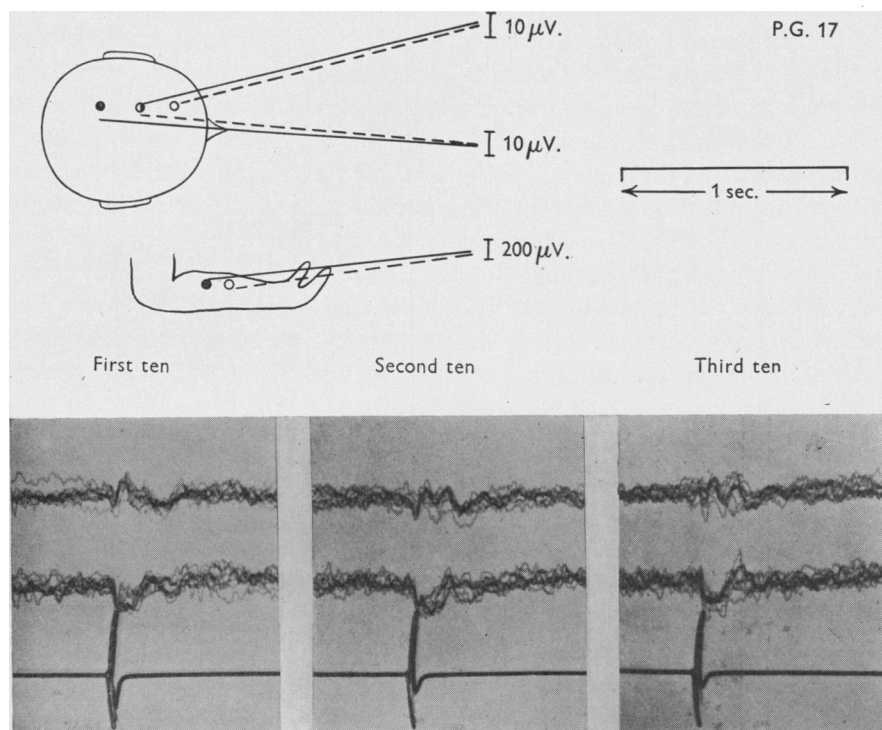 10 μV.
P.G. 17
10 μV.
1 sec.
200 μV.
First ten
Second ten
Third ten